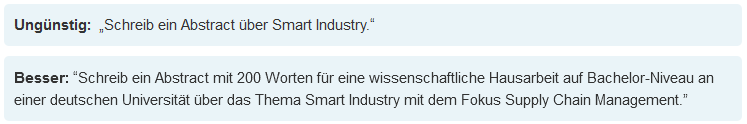 Ungünstig: „Schreib ein Abstract über Smart Industry.“
Besser: “Schreib ein Abstract mit 200 Worten für eine wissenschaftliche Hausarbeit auf Bachelor-Niveau an
einer deutschen Universität über das Thema Smart Industry mit dem Fokus Supply Chain Management.”